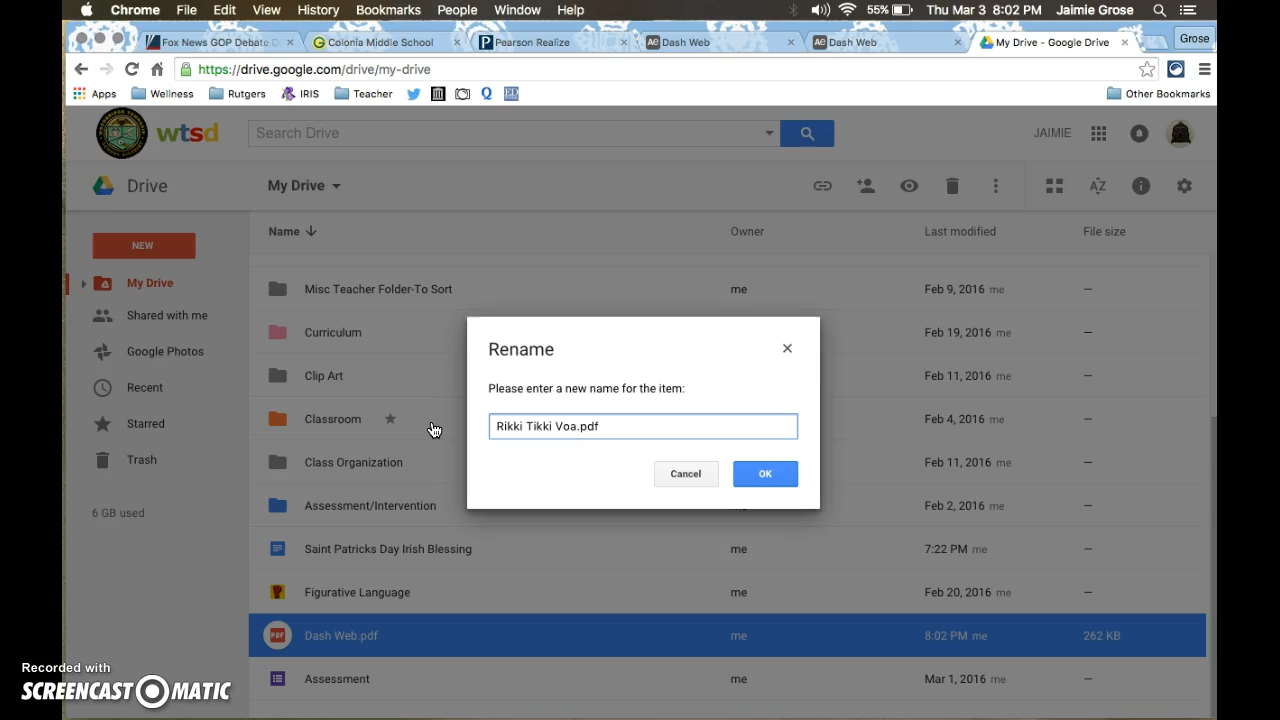 Chrome File Edit View History Bookmarks People Window Help 55% Thu Mar 3 8:02 PM Jaimie Grose
Fox News GOP Debate Colonia Middle School Pearson Realize Dash Web Dash Web My Drive - Google Drive Grose
https://drive.google.com/drive/my-drive
Apps Wellness Rutgers IRIS Teacher Other Bookmarks
wtsd Search Drive JAIMIE
Drive My Drive
NEW Name Owner Last modified File size
My Drive Misc Teacher Folder-To Sort me Feb 9, 2016 me —
Shared with me Curriculum Feb 19, 2016 me —
Google Photos Clip Art Feb 11, 2016 me —
Recent
Starred Classroom Feb 4, 2016 me —
Trash Class Organization Feb 11, 2016 me —
6 GB used Assessment/Intervention Feb 2, 2016 me —
Rename
Please enter a new name for the item:
Rikki Tikki Voa.pdf
Cancel OK
Saint Patricks Day Irish Blessing me 7:22 PM me —
Figurative Language me Feb 20, 2016 me —
PDF Dash Web.pdf me 8:02 PM me 262 KB
Assessment me Mar 1, 2016 me —
Recorded with
SCREENCAST-O-MATIC